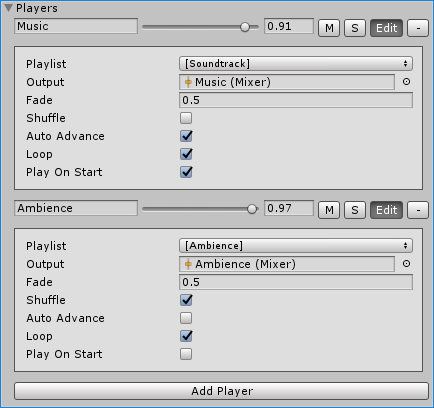 Players
Music 0.91 M S Edit -
Playlist [Soundtrack]
Output Music (Mixer)
Fade 0.5
Shuffle
Auto Advance
Loop
Play On Start
Ambience 0.97 M S Edit -
Playlist [Ambience]
Output Ambience (Mixer)
Fade 0.5
Shuffle
Auto Advance
Loop
Play On Start
Add Player